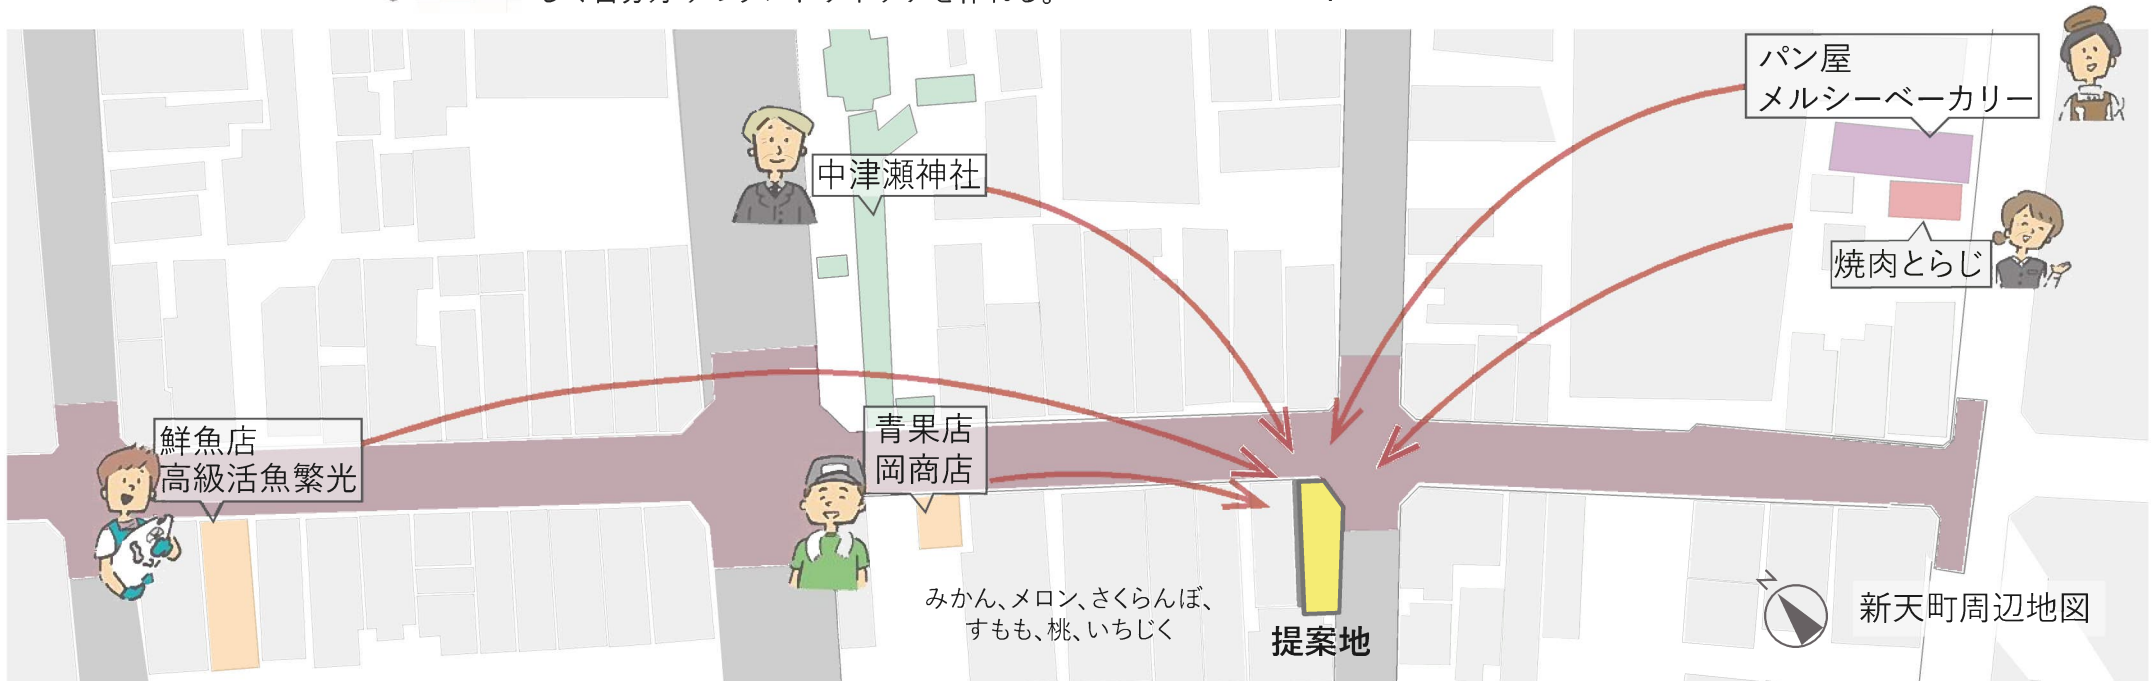 パン屋
メルシーベーカリー
中津瀬神社
焼肉とらじ
鮮魚店
高級活魚繁光
青果店
岡商店
みかん、メロン、さくらんぼ、
すもも、桃、いちじく
提案地
N
新天町周辺地図